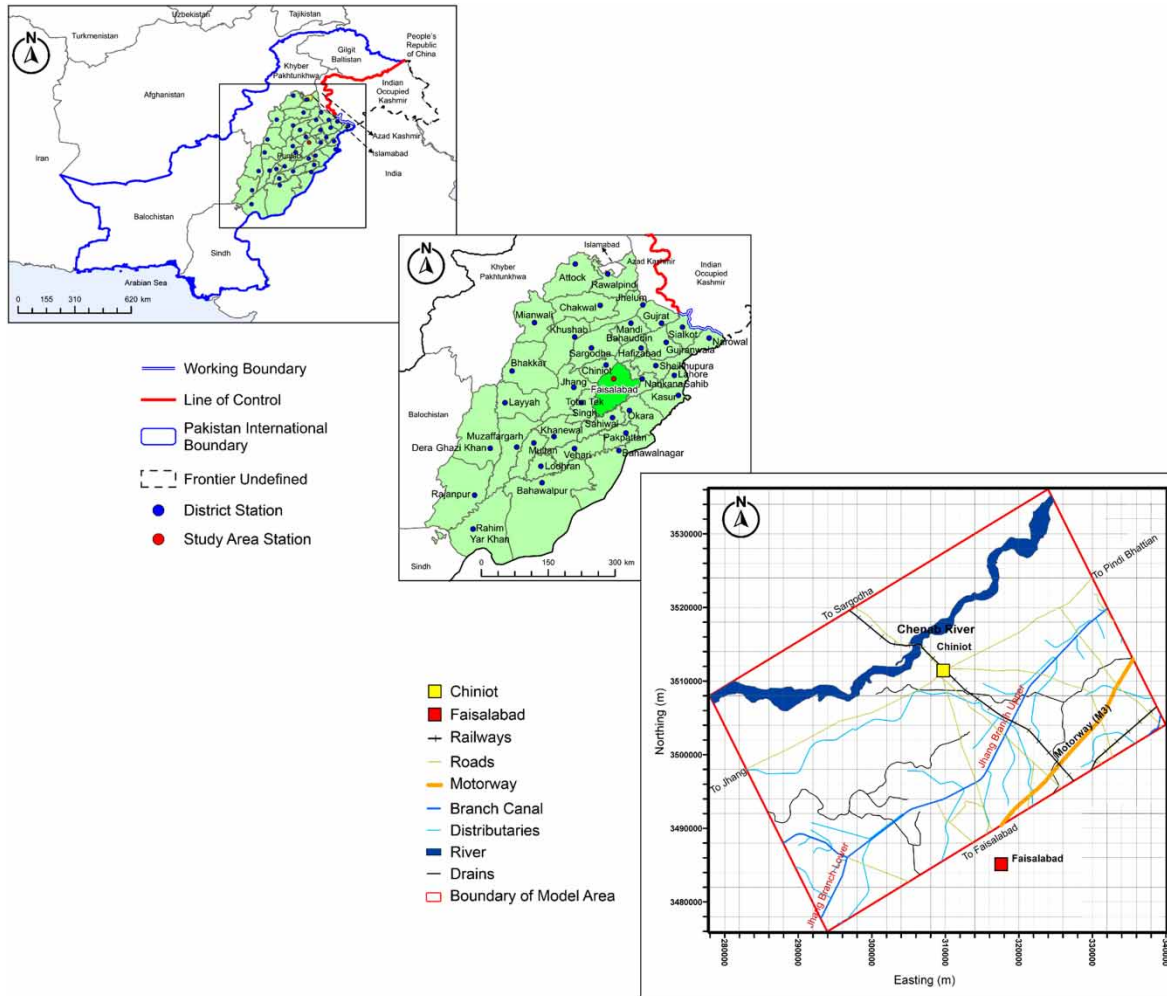 Uzbekistan
Tajikistan
Turkmenistan
People's
Republic
of China
N
Gilgit
Baltistan
Khyber
Pakhtunkhwa
Indian
Occupied
Kashmir
Afghanistan
Azad Kashmir
Islamabad
Punjab
Iran
India
Balochistan
Sindh
Arabian Sea
0 155 310 620 km
N
Islamabad
Khyber
Pakhtunkhwa
Azad Kashmir
Indian
Occupied
Kashmir
Attock
Rawalpindi
Chakwal
Jhelum
Mianwali
Gujrat
Khushab
Mandi
Bahauddin
Sialkot
Narowal
Sargodha
Hafizabad
Gujranwala
Chiniot
Sheikhupura
Bhakkar
Lahore
Jhang
Nankana Sahib
Faisalabad
Kasur
Layyah
Toba Tek
Singh
Okara
Sahiwal
Balochistan
Khanewal
Muzaffargarh
Pakpattan
Dera Ghazi Khan
Multan
Vehari
Bahawalnagar
Lodhran
Rajanpur
Bahawalpur
Rahim
Yar Khan
Sindh
0 150 300 km
Working Boundary
Line of Control
Pakistan International
Boundary
Frontier Undefined
District Station
Study Area Station
Chiniot
Faisalabad
Railways
Roads
Motorway
Branch Canal
Distributaries
River
Drains
Boundary of Model Area
N
To Pindi Bhattian
To Sargodha
Chenab River
Chiniot
Jhang Branch Upper
Motorway (M3)
To Jhang
To Faisalabad
Faisalabad
Jhang Branch Lower
Northing (m)
3530000
3520000
3510000
3500000
3490000
3480000
280000 290000 300000 310000 320000 330000 340000
Easting (m)